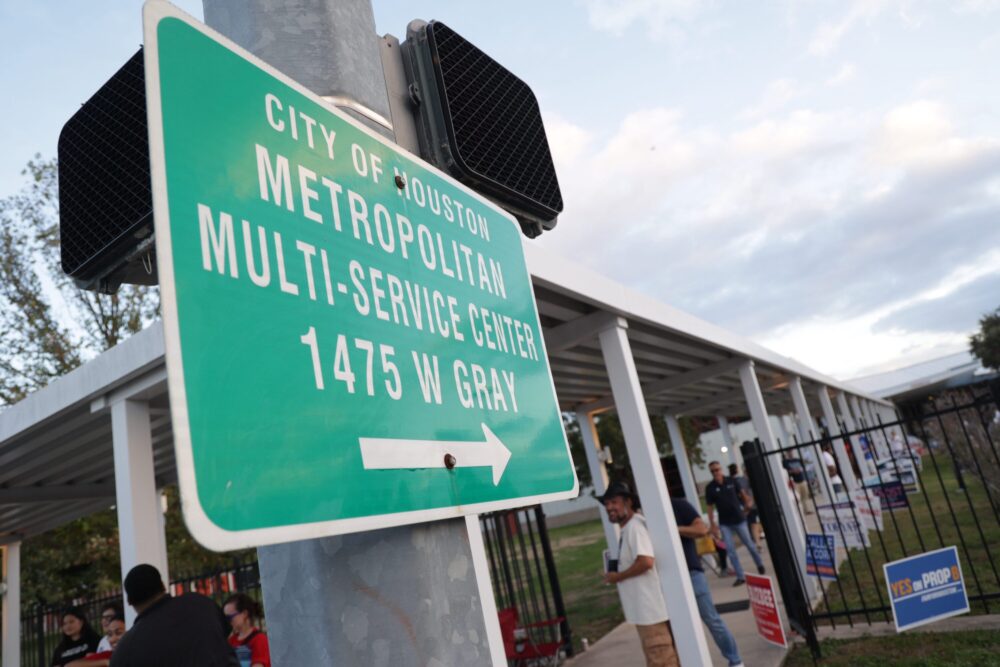 CITY OF HOUSTON
METROPOLITAN
MULTI-SERVICE CENTER
1475 W GRAY
YES ON PROP B